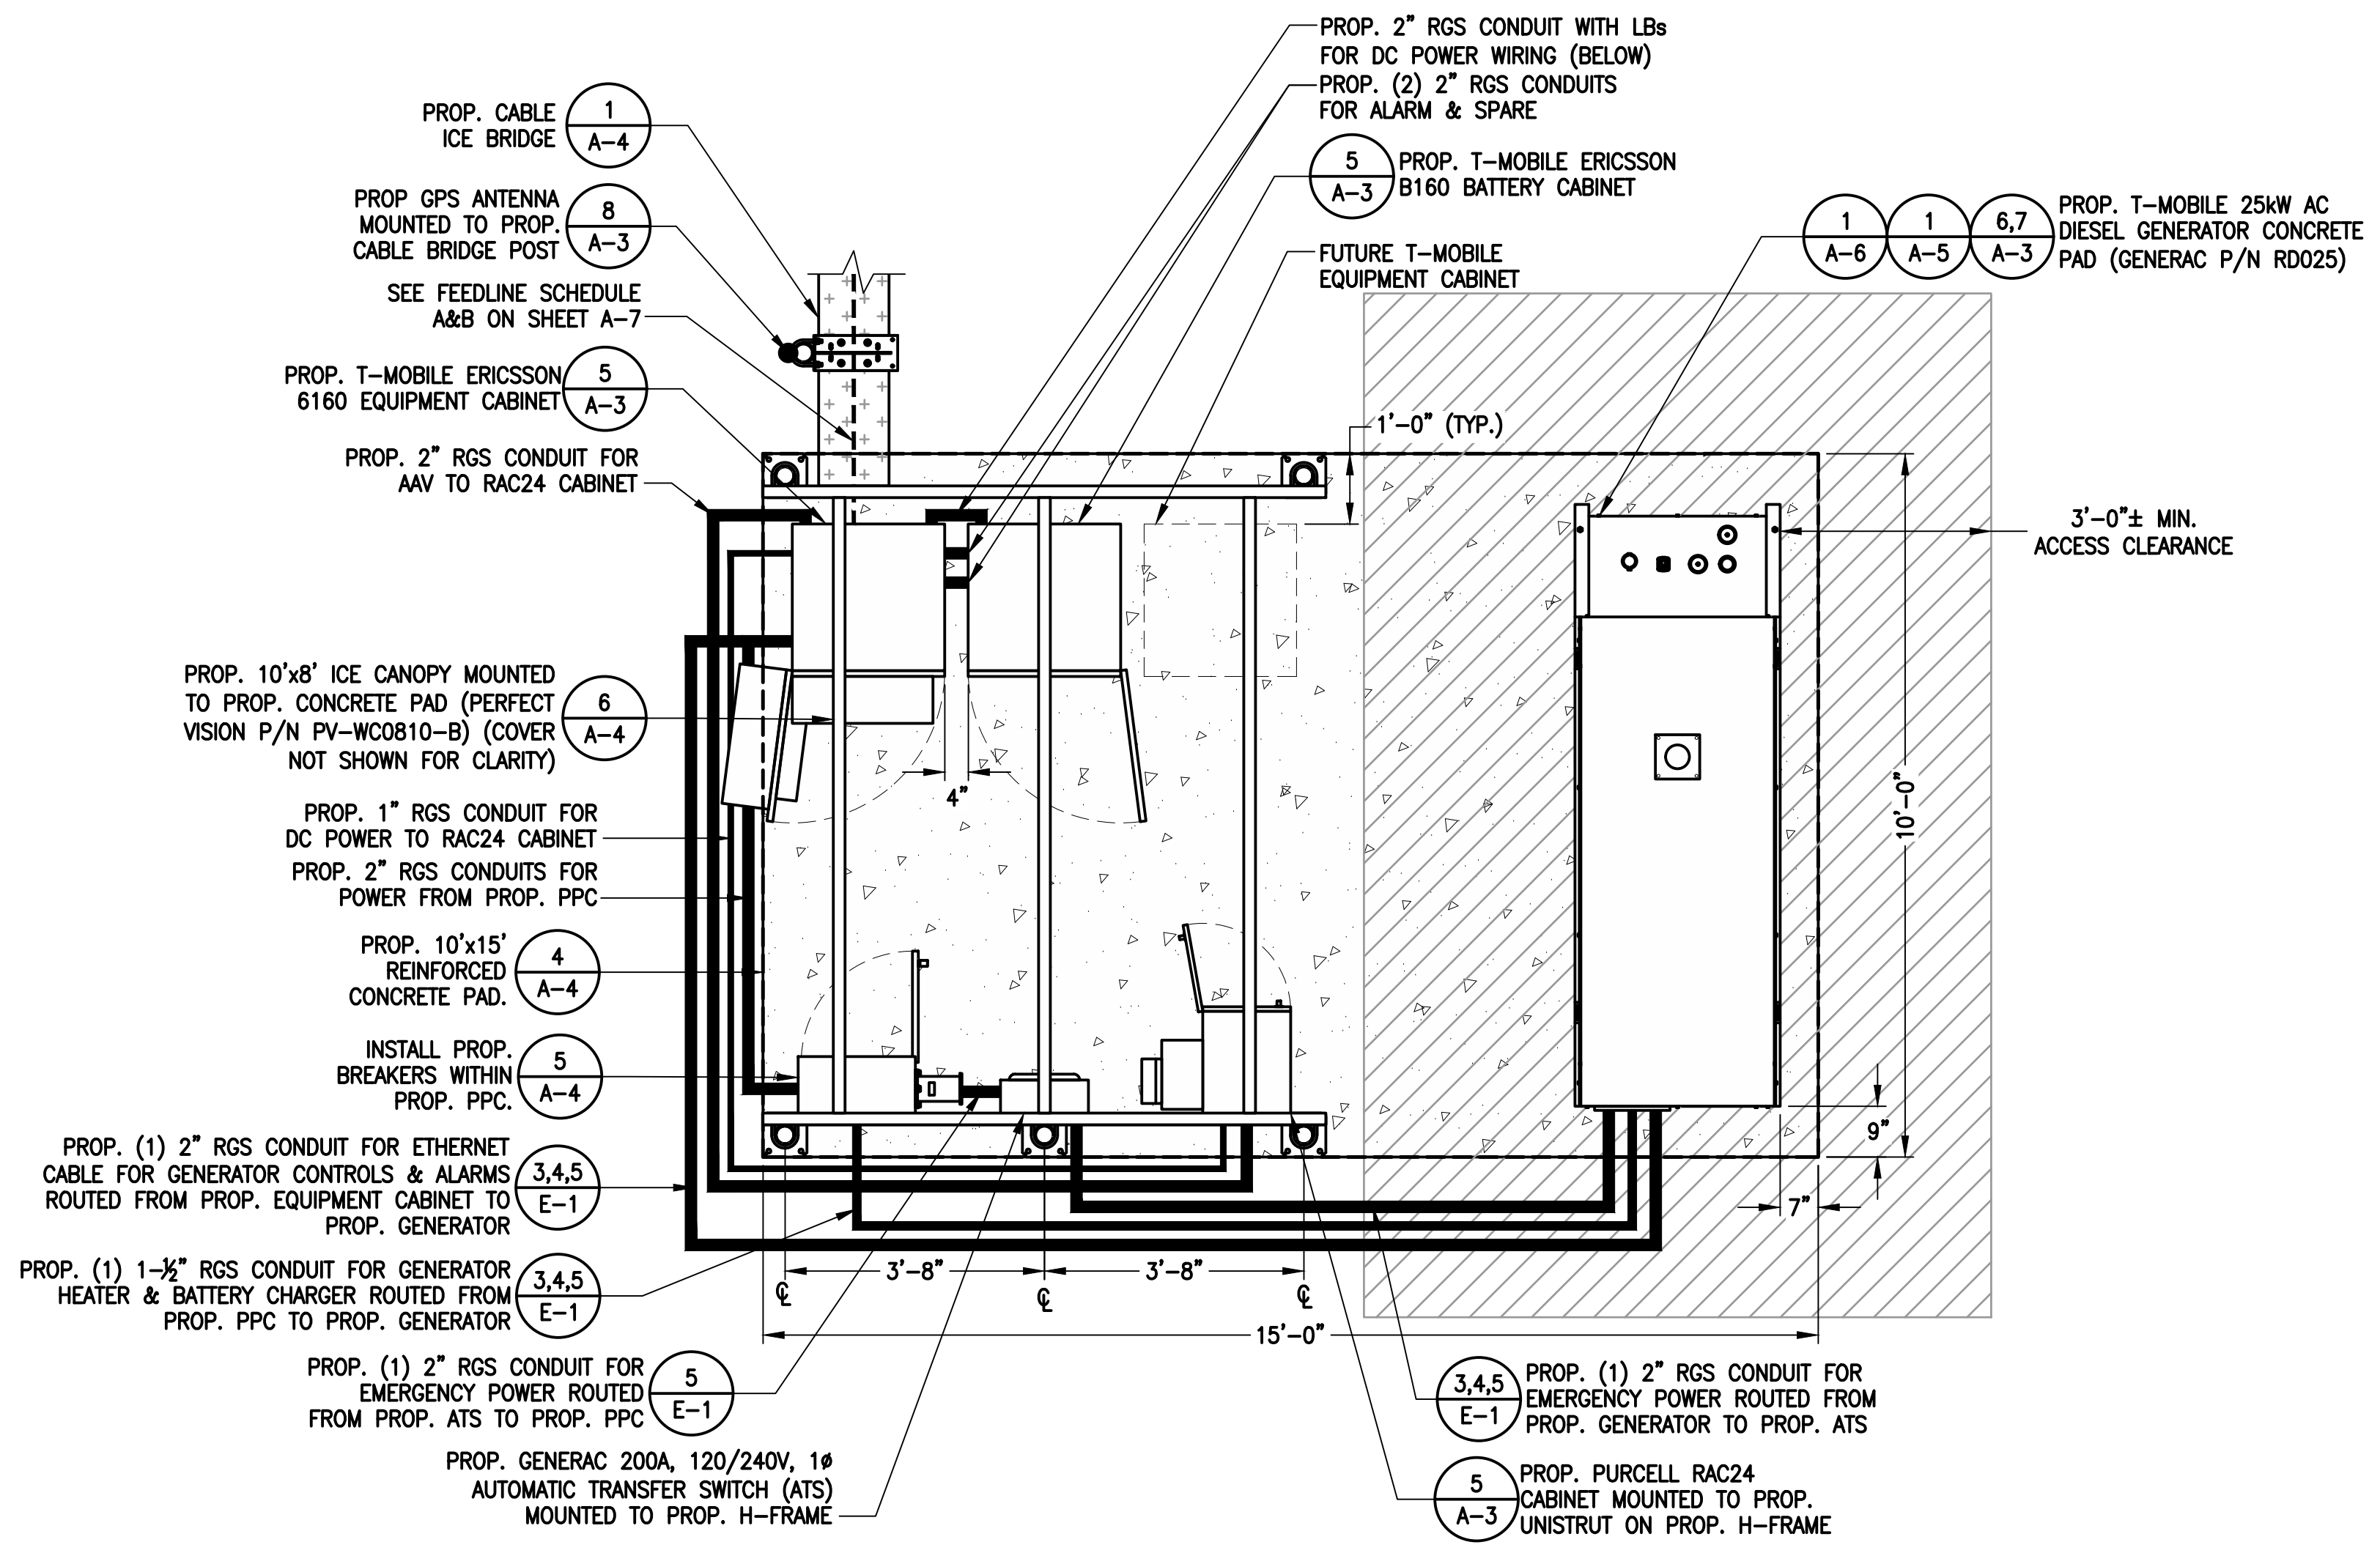 PROP. 2" RGS CONDUIT WITH LBs
FOR DC POWER WIRING (BELOW)
PROP. (2) 2" RGS CONDUITS
FOR ALARM & SPARE
PROP. CABLE
ICE BRIDGE
1
A-4
5
A-3
PROP. T-MOBILE ERICSSON
B160 BATTERY CABINET
PROP GPS ANTENNA
MOUNTED TO PROP.
CABLE BRIDGE POST
8
A-3
1
A-6
1
A-5
6,7
A-3
PROP. T-MOBILE 25kW AC
DIESEL GENERATOR CONCRETE
PAD (GENERAC P/N RD025)
FUTURE T-MOBILE
EQUIPMENT CABINET
SEE FEEDLINE SCHEDULE
A&B ON SHEET A-7
PROP. T-MOBILE ERICSSON
6160 EQUIPMENT CABINET
5
A-3
1'-0" (TYP.)
PROP. 2" RGS CONDUIT FOR
AAV TO RAC24 CABINET
3'-0"± MIN.
ACCESS CLEARANCE
PROP. 10'x8' ICE CANOPY MOUNTED
TO PROP. CONCRETE PAD (PERFECT
VISION P/N PV-WC0810-B) (COVER
NOT SHOWN FOR CLARITY)
6
A-4
4"
10'-0"
PROP. 1" RGS CONDUIT FOR
DC POWER TO RAC24 CABINET
PROP. 2" RGS CONDUITS FOR
POWER FROM PROP. PPC
PROP. 10'x15'
REINFORCED
CONCRETE PAD.
4
A-4
INSTALL PROP.
BREAKERS WITHIN
PROP. PPC.
5
A-4
9"
7"
PROP. (1) 2" RGS CONDUIT FOR ETHERNET
CABLE FOR GENERATOR CONTROLS & ALARMS
ROUTED FROM PROP. EQUIPMENT CABINET TO
PROP. GENERATOR
3,4,5
E-1
PROP. (1) 1-½" RGS CONDUIT FOR GENERATOR
HEATER & BATTERY CHARGER ROUTED FROM
PROP. PPC TO PROP. GENERATOR
3,4,5
E-1
3'-8"
3'-8"
℄
℄
℄
15'-0"
PROP. (1) 2" RGS CONDUIT FOR
EMERGENCY POWER ROUTED
FROM PROP. ATS TO PROP. PPC
5
E-1
3,4,5
E-1
PROP. (1) 2" RGS CONDUIT FOR
EMERGENCY POWER ROUTED FROM
PROP. GENERATOR TO PROP. ATS
PROP. GENERAC 200A, 120/240V, 1ø
AUTOMATIC TRANSFER SWITCH (ATS)
MOUNTED TO PROP. H-FRAME
5
A-3
PROP. PURCELL RAC24
CABINET MOUNTED TO PROP.
UNISTRUT ON PROP. H-FRAME